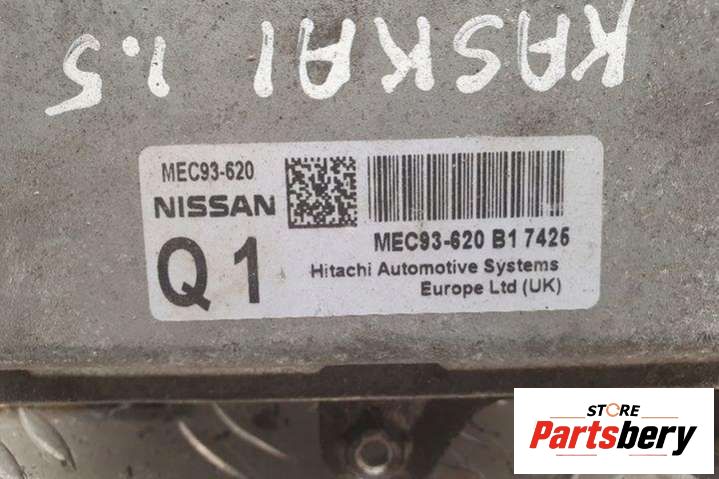 KASKAI 1.5
MEC93-620
NISSAN
Q1
MEC93-620 B1 7425
Hitachi Automotive Systems
Europe Ltd (UK)
STORE
Partsbery